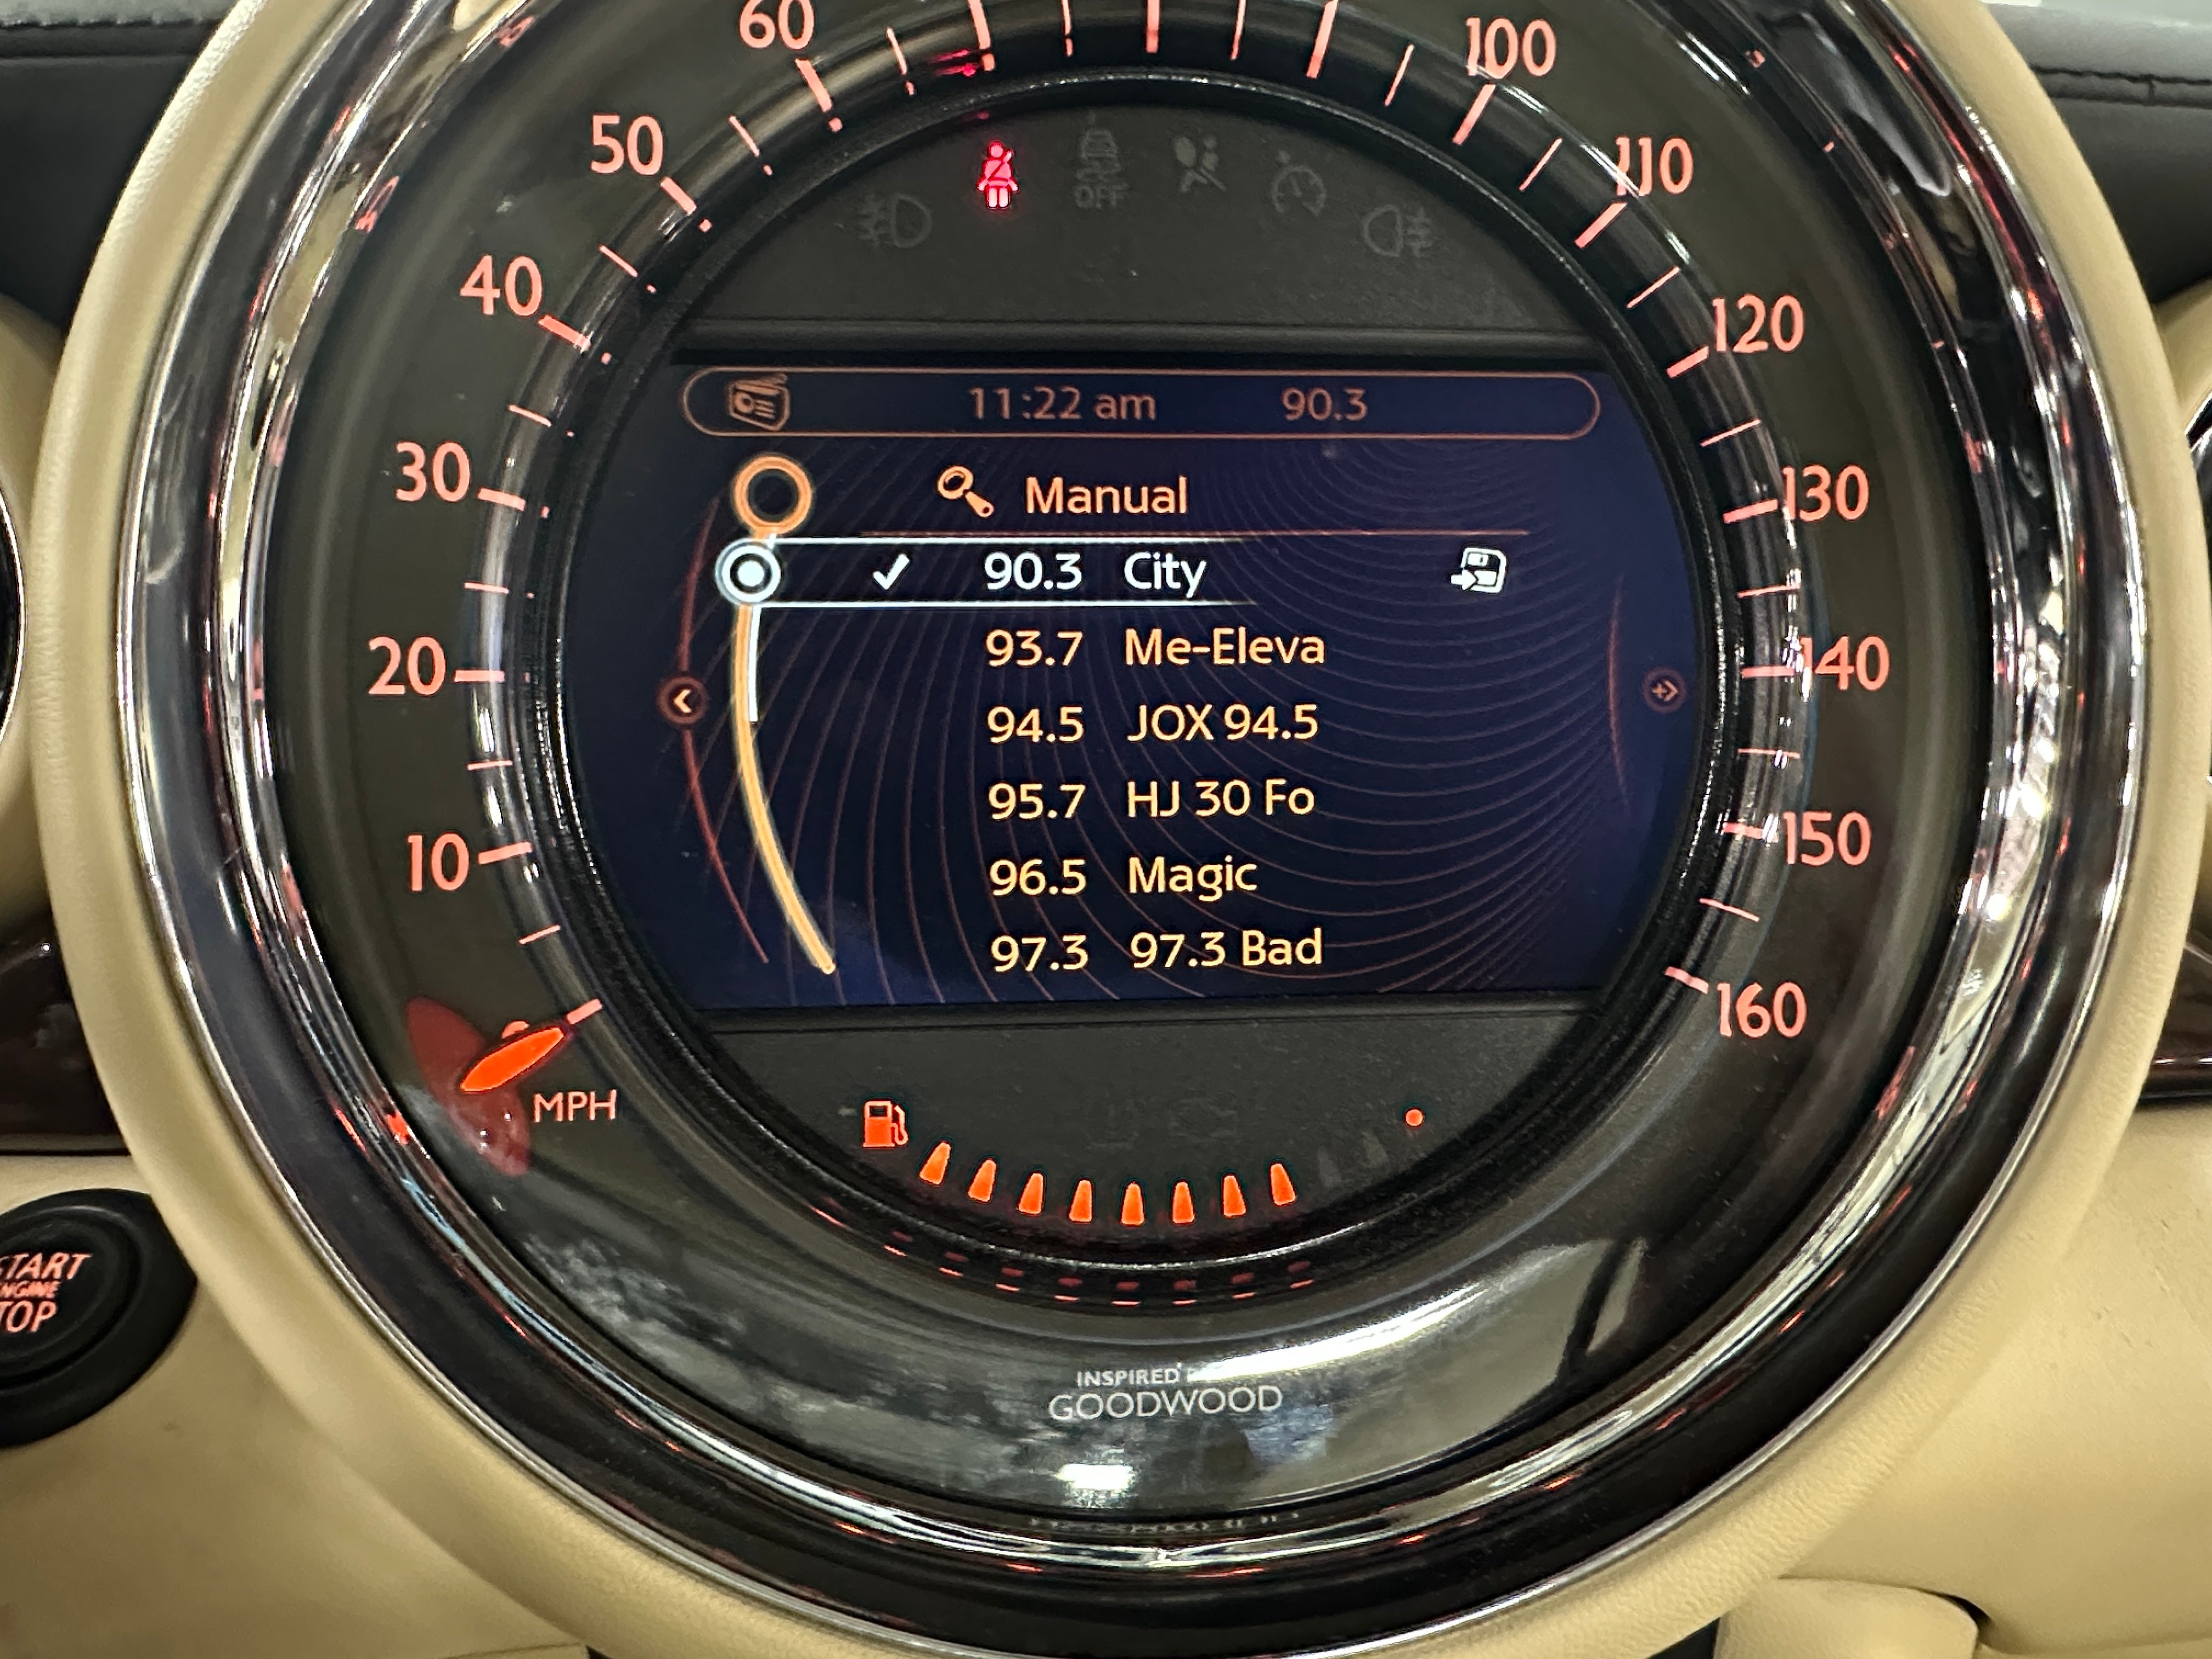 60
100
50
110
OFF
40
120
11:22 am 90.3
30
Manual
130
90.3 City
20
93.7 Me-Eleva
140
94.5 JOX 94.5
95.7 HJ 30 Fo
150
10
96.5 Magic
97.3 97.3 Bad
160
MPH
START
ENGINE
STOP
INSPIRED
GOODWOOD